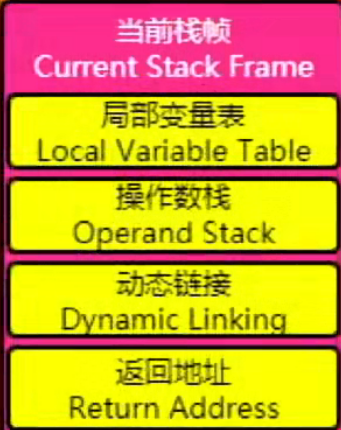 当前栈帧
Current Stack Frame
局部变量表
Local Variable Table
操作数栈
Operand Stack
动态链接
Dynamic Linking
返回地址
Return Address